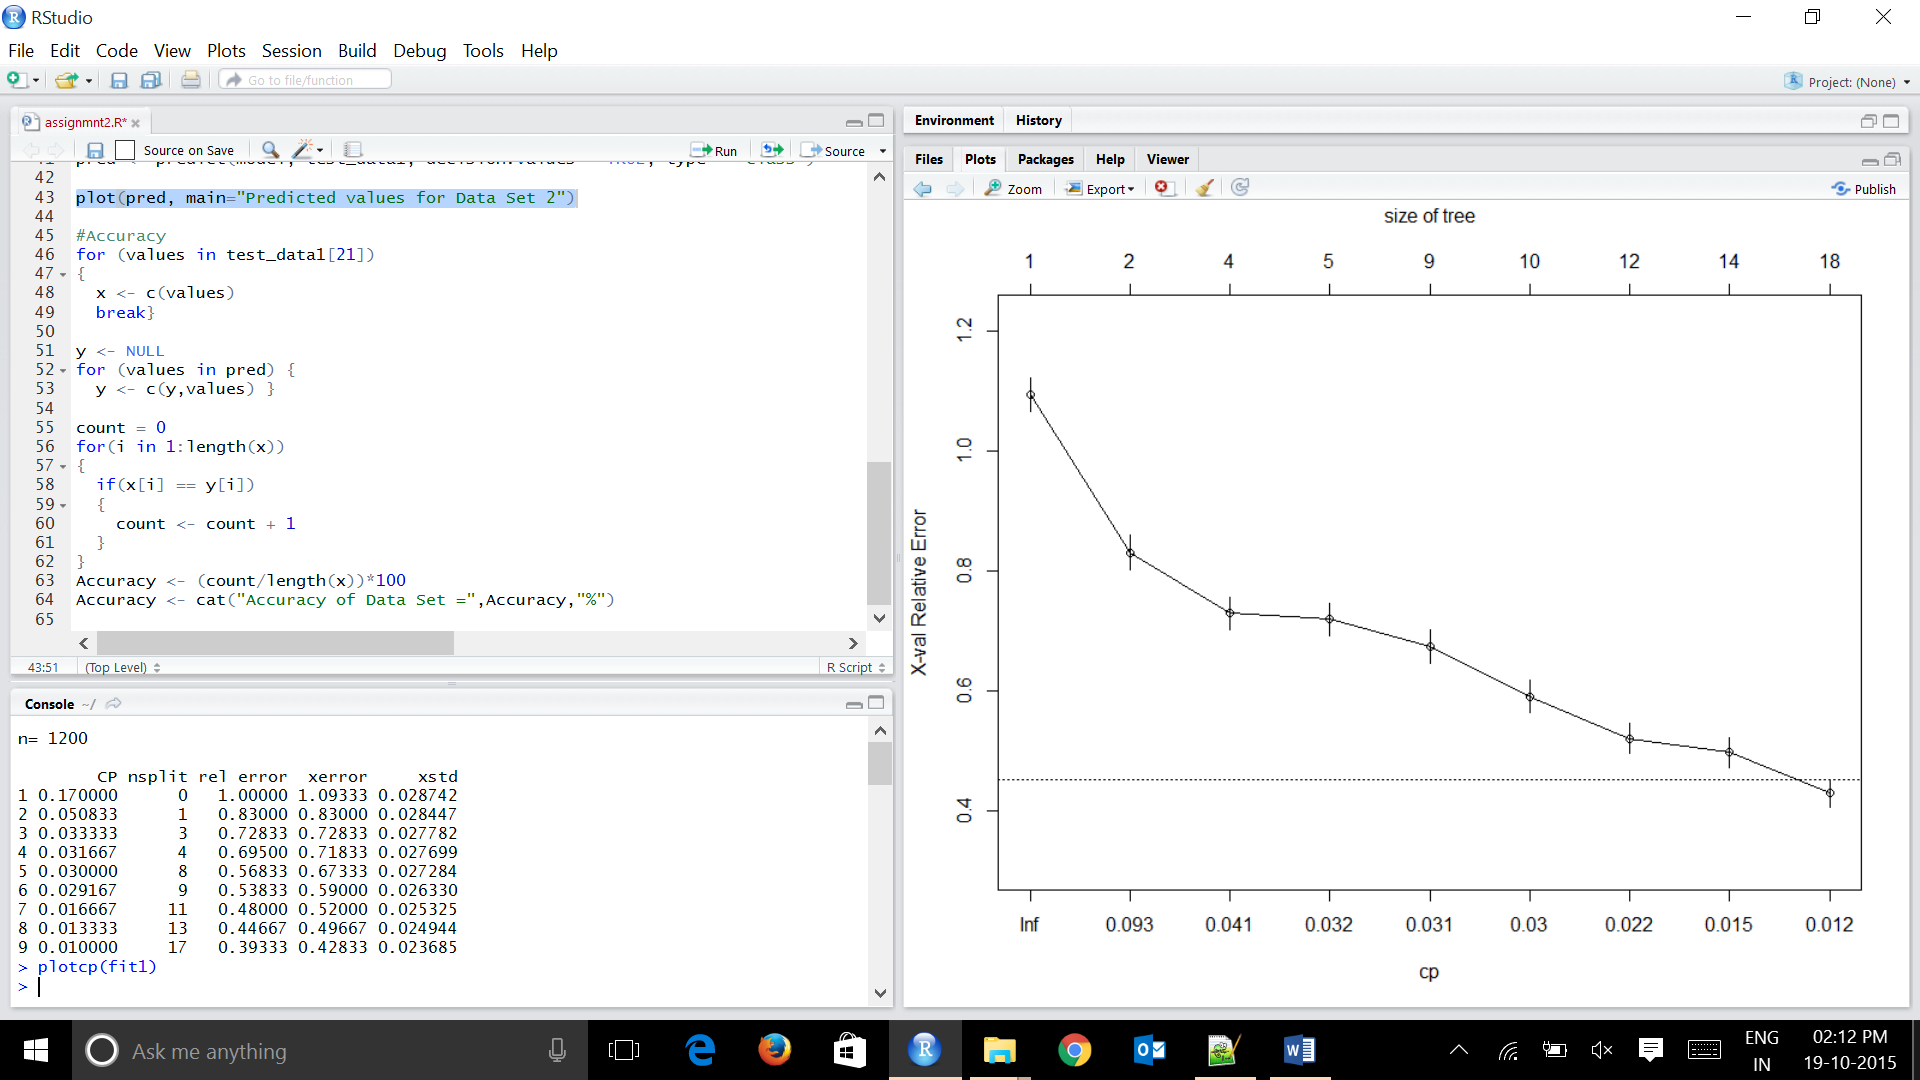 RStudio
File Edit Code View Plots Session Build Debug Tools Help
Go to file/function
Project: (None)
assignmnt2.R*
Source on Save
Run
Source
42
43 plot(pred, main="Predicted values for Data Set 2")
44
45 #Accuracy
46 for (values in test_data1[21])
47 {
48 x <- c(values)
49 break}
50
51 y <- NULL
52 for (values in pred) {
53 y <- c(y,values) }
54
55 count = 0
56 for(i in 1:length(x))
57 {
58 if(x[i] == y[i])
59 {
60 count <- count + 1
61 }
62 }
63 Accuracy <- (count/length(x))*100
64 Accuracy <- cat("Accuracy of Data Set =",Accuracy,"%")
65
43:51 (Top Level) R Script
Console ~/
n= 1200
CP nsplit rel error xerror xstd
1 0.170000 0 1.00000 1.09333 0.028742
2 0.050833 1 0.83000 0.83000 0.028447
3 0.033333 3 0.72833 0.72833 0.027782
4 0.031667 4 0.69500 0.71833 0.027699
5 0.030000 8 0.56833 0.67333 0.027284
6 0.029167 9 0.53833 0.59000 0.026330
7 0.016667 11 0.48000 0.52000 0.025325
8 0.013333 13 0.44667 0.49667 0.024944
9 0.010000 17 0.39333 0.42833 0.023685
> plotcp(fit1)
>
Environment History
Files Plots Packages Help Viewer
Zoom Export Publish
size of tree
1 2 4 5 9 10 12 14 18
1.2
1.0
0.8
0.6
0.4
X-val Relative Error
Inf 0.093 0.041 0.032 0.031 0.03 0.022 0.015 0.012
cp
Ask me anything
ENG
IN
02:12 PM
19-10-2015